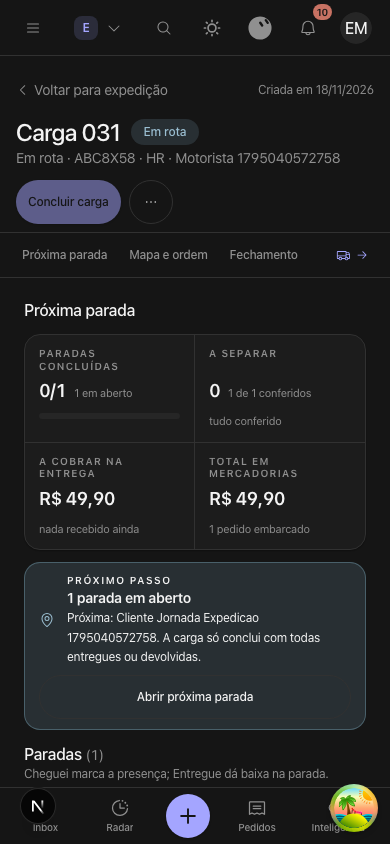 E
10
EM
Voltar para expedição
Criada em 18/11/2026
Carga 031
Em rota
Em rota · ABC8X58 · HR · Motorista 1795040572758
Concluir carga
...
Próxima parada
Mapa e ordem
Fechamento
Próxima parada
PARADAS
CONCLUÍDAS
0/1 1 em aberto
A SEPARAR
0 1 de 1 conferidos
tudo conferido
A COBRAR NA
ENTREGA
R$ 49,90
nada recebido ainda
TOTAL EM
MERCADORIAS
R$ 49,90
1 pedido embarcado
PRÓXIMO PASSO
1 parada em aberto
Próxima: Cliente Jornada Expedicao
1795040572758. A carga só conclui com todas
entregues ou devolvidas.
Abrir próxima parada
Paradas (1)
Cheguei marca a presença; Entregue dá baixa na parada.
N
Inbox
Radar
Pedidos